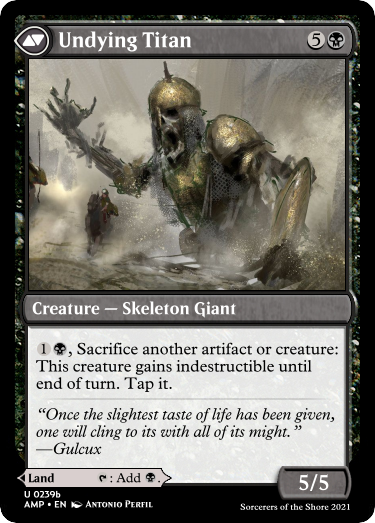 Undying Titan 5
Creature — Skeleton Giant
1, Sacrifice another artifact or creature:
This creature gains indestructible until
end of turn. Tap it.
“Once the slightest taste of life has been given,
one will cling to its with all of its might.”
—Gulcux
Land : Add .
5/5
U 0239b
AMP • EN Antonio Perfil
Sorcerers of the Shore 2021